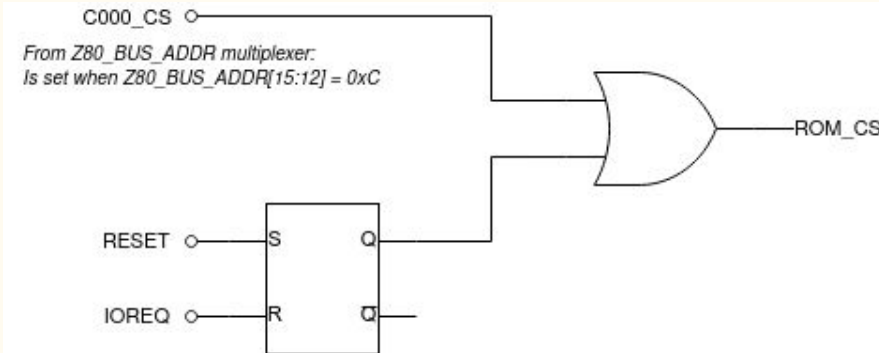 C000_CS
From Z80_BUS_ADDR multiplexer:
Is set when Z80_BUS_ADDR[15:12] = 0xC
ROM_CS
RESET S Q
IOREQ R Q̅